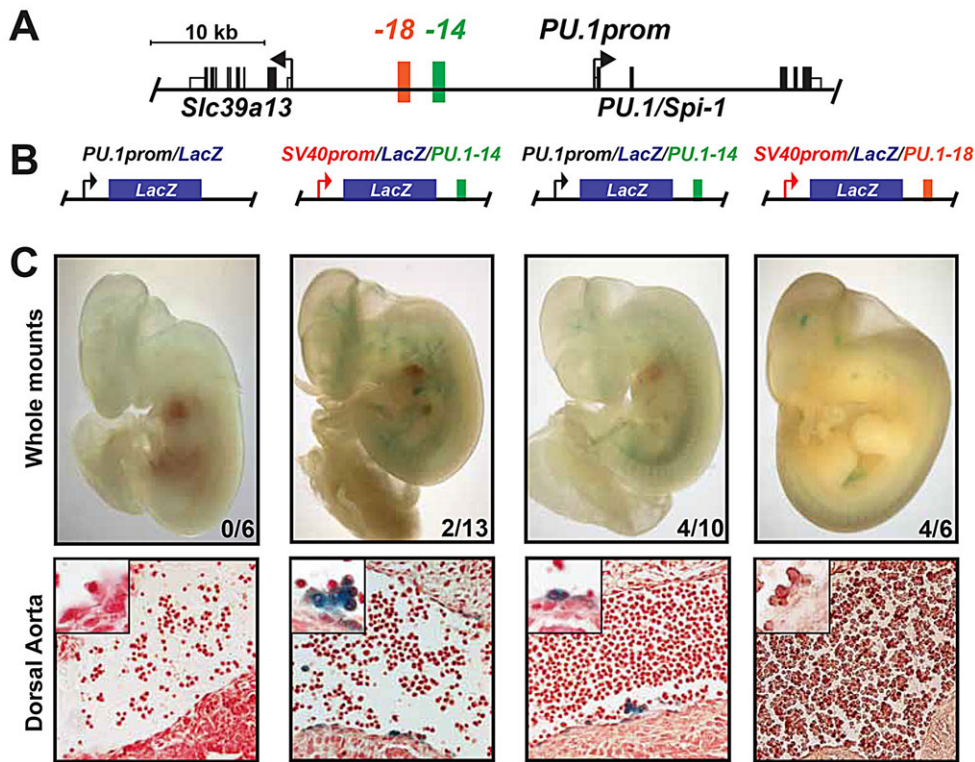 A
10 kb
-18 -14
PU.1prom
Slc39a13
PU.1/Spi-1
B
PU.1prom/LacZ
SV40prom/LacZ/PU.1-14
PU.1prom/LacZ/PU.1-14
SV40prom/LacZ/PU.1-18
LacZ
LacZ
LacZ
LacZ
C
Whole mounts
0/6
2/13
4/10
4/6
Dorsal Aorta